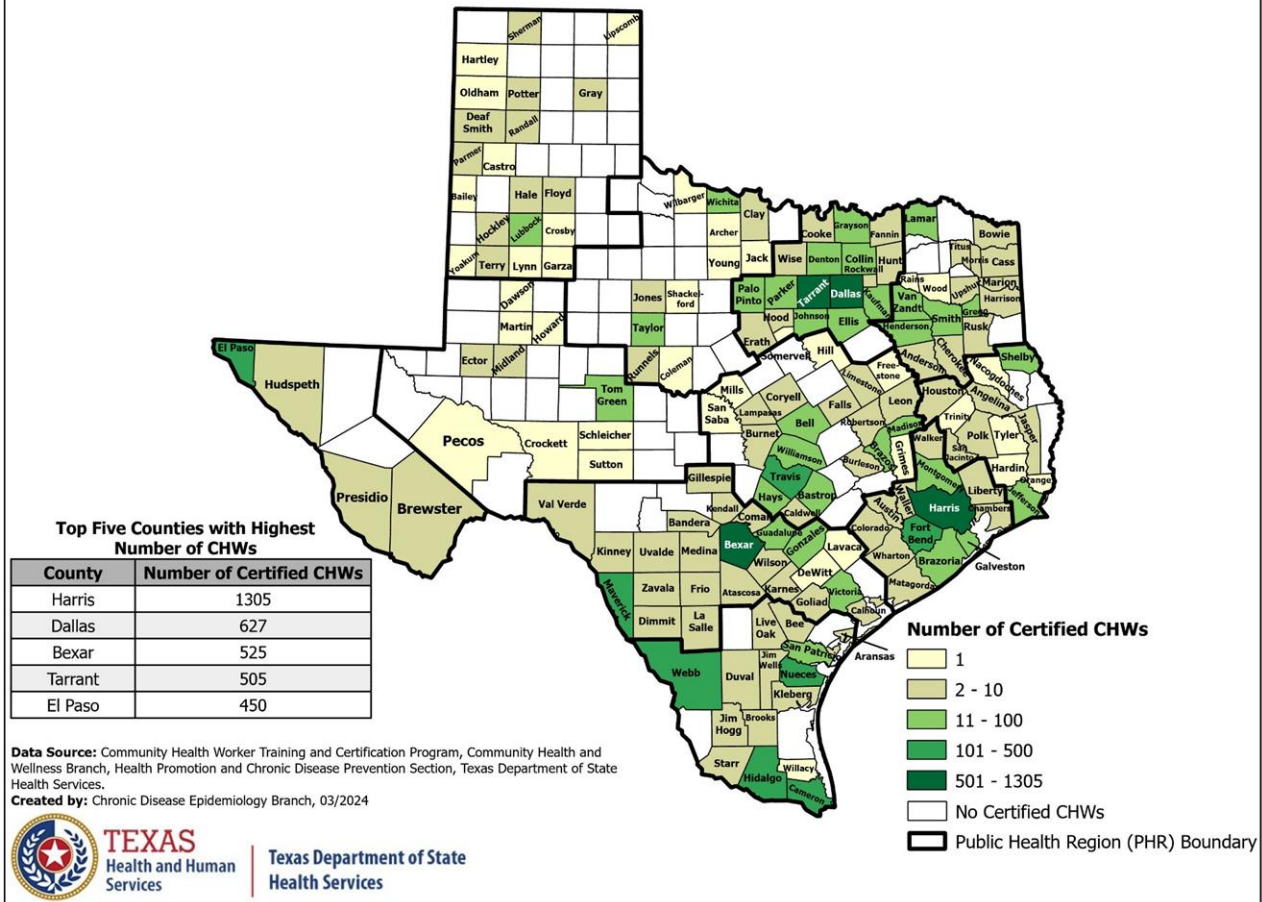 Sherman
Lipscomb
Hartley
Oldham
Potter
Gray
Deaf
Smith
Randall
Parmer
Castro
Bailey
Hale
Floyd
Hockley
Lubbock
Crosby
Yoakum
Terry
Lynn
Garza
Wilbarger
Wichita
Clay
Archer
Young
Jack
Cooke
Grayson
Fannin
Lamar
Bowie
Wise
Denton
Collin
Rockwall
Hunt
Titus
Morris
Cass
Rains
Wood
Upshur
Marion
Harrison
Palo
Pinto
Parker
Tarrant
Dallas
Kaufman
Van
Zandt
Smith
Gregg
Hood
Johnson
Ellis
Henderson
Rusk
Erath
Somervell
Hill
Anderson
Cherokee
Shelby
Dawson
Martin
Howard
Jones
Shackel-
ford
Taylor
Ector
Midland
Runnels
Coleman
El Paso
Hudspeth
Tom
Green
Mills
San
Saba
Lampasas
Coryell
Falls
Limestone
Free-
stone
Leon
Houston
Nacogdoches
Angelina
Trinity
Jasper
Bell
Burnet
Robertson
Madison
Walker
San
Jacinto
Polk
Tyler
Pecos
Crockett
Schleicher
Sutton
Williamson
Burleson
Brazos
Grimes
Montgomery
Hardin
Orange
Liberty
Jefferson
Chambers
Presidio
Brewster
Val Verde
Gillespie
Kendall
Bandera
Comal
Travis
Hays
Bastrop
Caldwell
Austin
Waller
Harris
Fort
Bend
Galveston
Kinney
Uvalde
Medina
Bexar
Guadalupe
Gonzales
Lavaca
Colorado
Wharton
Brazoria
Matagorda
Wilson
DeWitt
Maverick
Zavala
Frio
Atascosa
Karnes
Goliad
Victoria
Calhoun
Dimmit
La
Salle
Live
Oak
Bee
San Patricio
Aransas
Webb
Duval
Jim
Wells
Nueces
Kleberg
Jim
Hogg
Brooks
Starr
Hidalgo
Willacy
Cameron
Top Five Counties with Highest
Number of CHWs
County Number of Certified CHWs
Harris 1305
Dallas 627
Bexar 525
Tarrant 505
El Paso 450
Number of Certified CHWs
1
2 - 10
11 - 100
101 - 500
501 - 1305
No Certified CHWs
Public Health Region (PHR) Boundary
Data Source: Community Health Worker Training and Certification Program, Community Health and
Wellness Branch, Health Promotion and Chronic Disease Prevention Section, Texas Department of State
Health Services.
Created by: Chronic Disease Epidemiology Branch, 03/2024
TEXAS
Health and Human
Services
Texas Department of State
Health Services